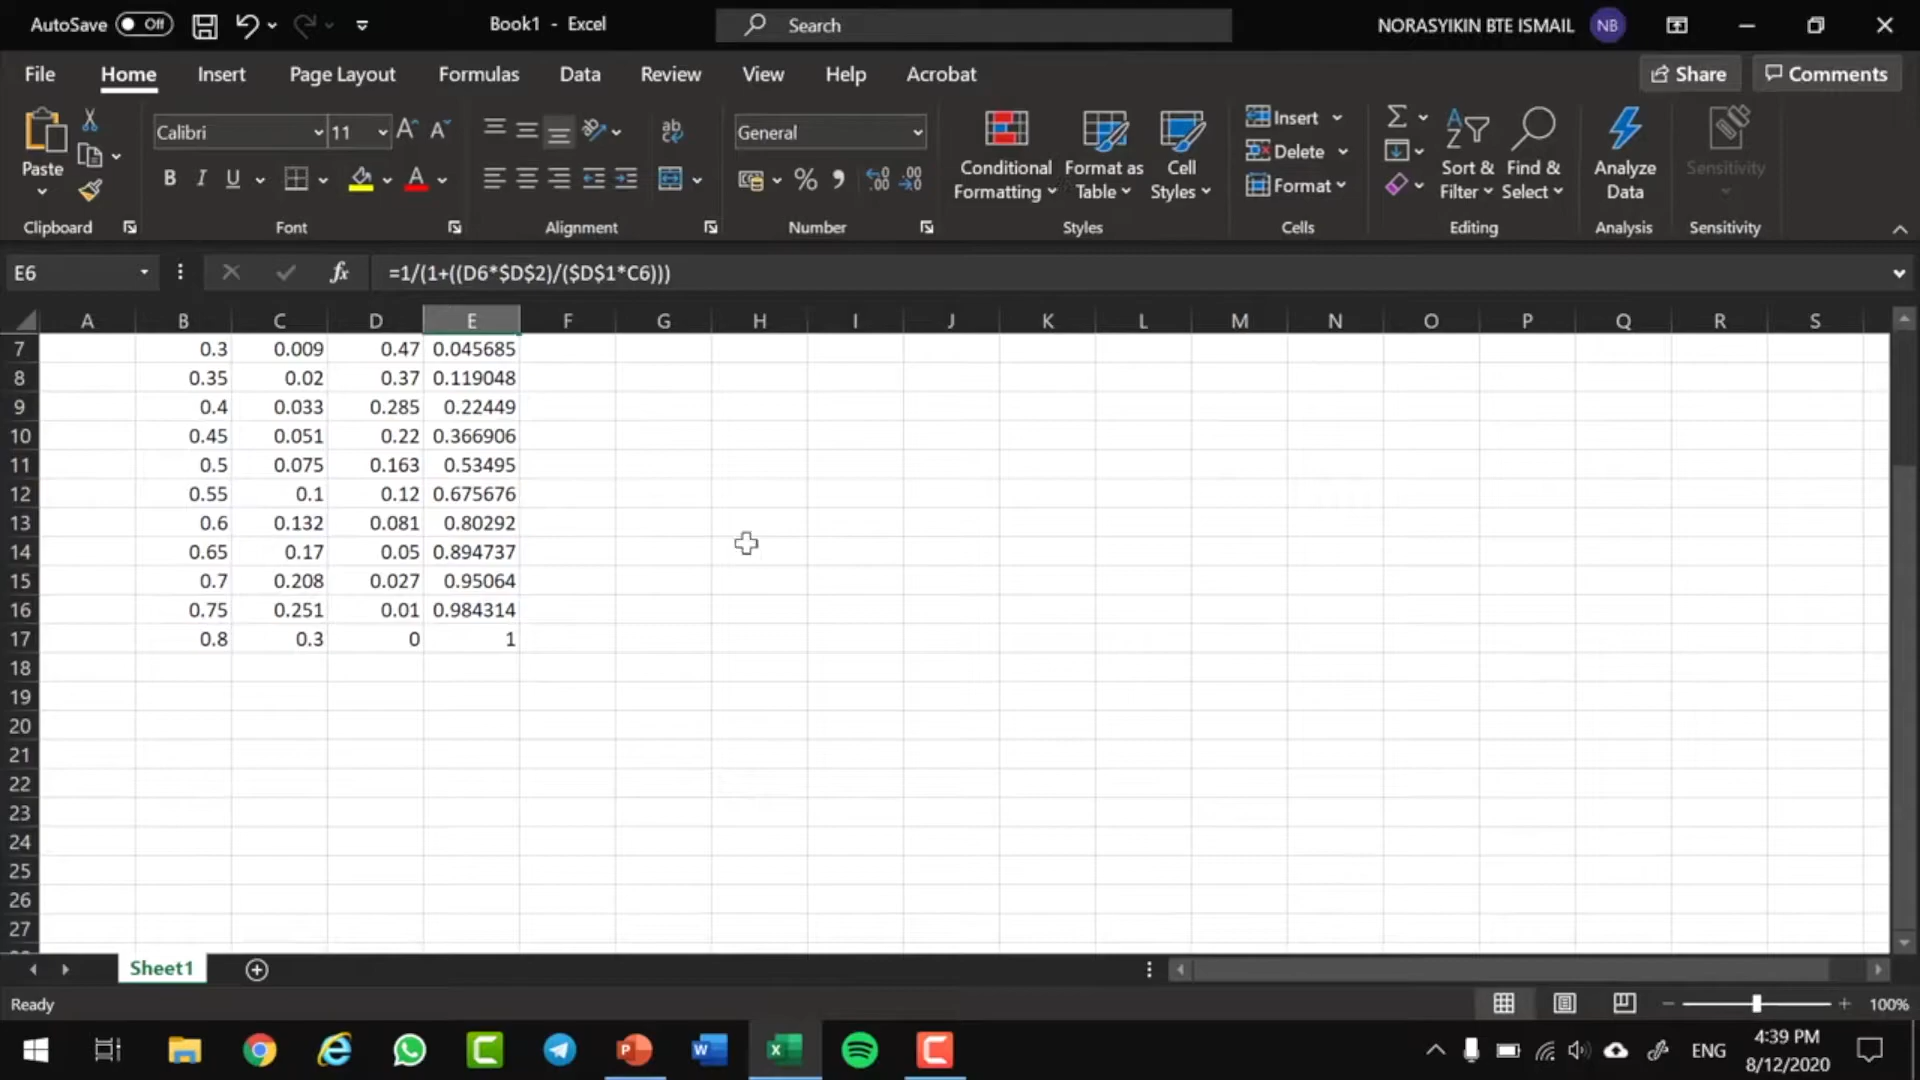 AutoSave Off Book1 - Excel Search NORASYIKIN BTE ISMAIL NB
File Home Insert Page Layout Formulas Data Review View Help Acrobat Share Comments
Calibri 11 General Insert
Delete
Format
Paste
Conditional Formatting
Format as Table
Cell Styles
Sort & Filter
Find & Select
Analyze Data
Sensitivity
Clipboard Font Alignment Number Styles Cells Editing Analysis Sensitivity
E6 fx =1/(1+((D6*$D$2)/($D$1*C6)))
A B C D E F G H I J K L M N O P Q R S
7 0.3 0.009 0.47 0.045685
8 0.35 0.02 0.37 0.119048
9 0.4 0.033 0.285 0.22449
10 0.45 0.051 0.22 0.366906
11 0.5 0.075 0.163 0.53495
12 0.55 0.1 0.12 0.675676
13 0.6 0.132 0.081 0.80292
14 0.65 0.17 0.05 0.894737
15 0.7 0.208 0.027 0.95064
16 0.75 0.251 0.01 0.984314
17 0.8 0.3 0 1
18
19
20
21
22
23
24
25
26
27
Sheet1
Ready 100%
ENG 4:39 PM
8/12/2020